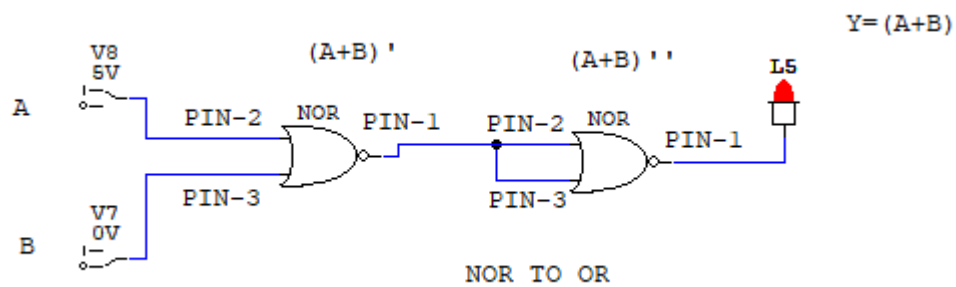 Y=(A+B)
(A+B)' (A+B)''
V8
5V
L5
A
PIN-2 NOR PIN-1 PIN-2 NOR PIN-1
PIN-3 PIN-3
V7
0V
B
NOR TO OR